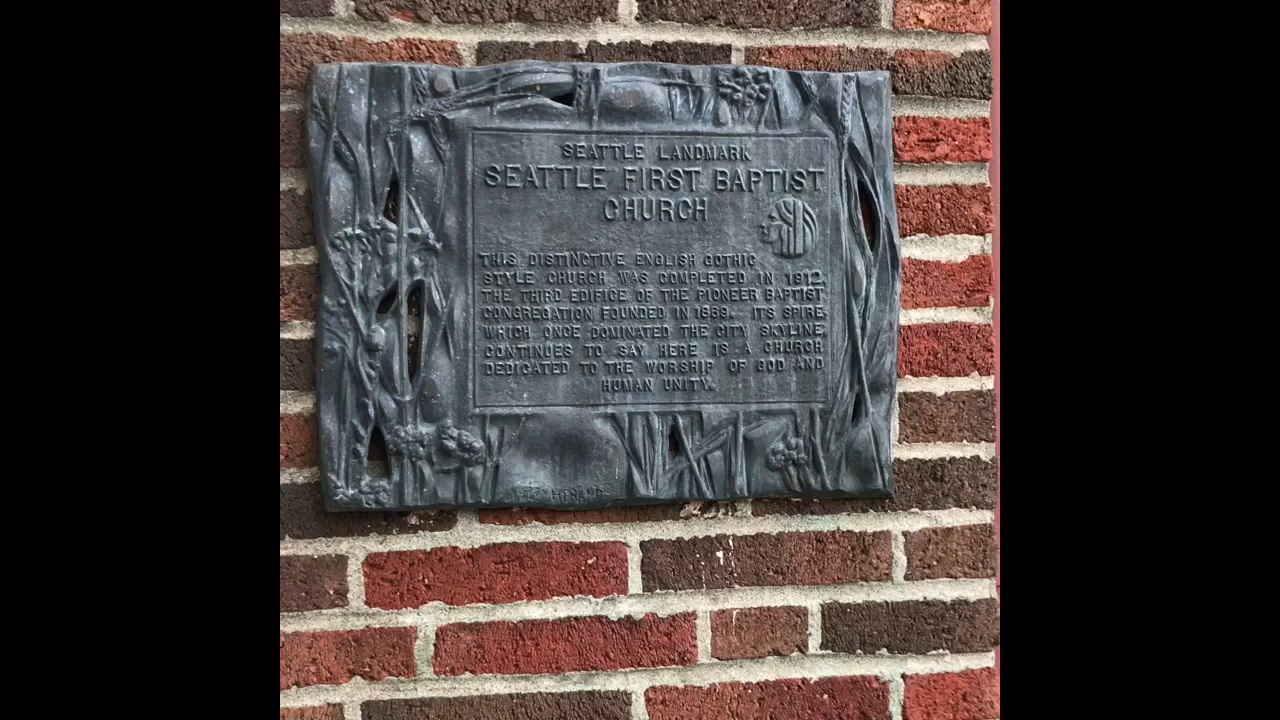 SEATTLE LANDMARK
SEATTLE FIRST BAPTIST
CHURCH
THIS DISTINCTIVE ENGLISH GOTHIC
STYLE CHURCH WAS COMPLETED IN 1912,
THE THIRD EDIFICE OF THE PIONEER BAPTIST
CONGREGATION FOUNDED IN 1869. ITS SPIRE,
WHICH ONCE DOMINATED THE CITY SKYLINE,
CONTINUES TO SAY HERE IS A CHURCH
DEDICATED TO THE WORSHIP OF GOD AND
HUMAN UNITY.